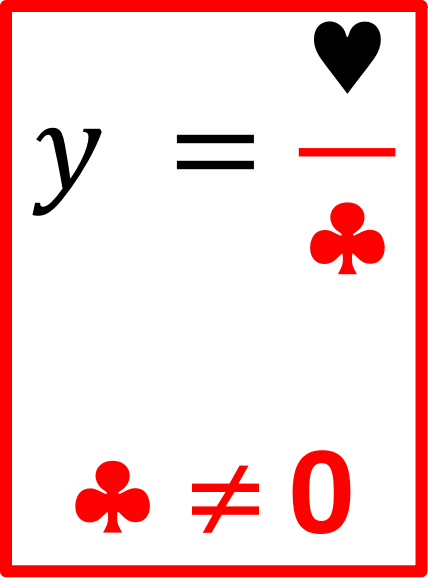 y = ♥
—
♣
♣ ≠ 0